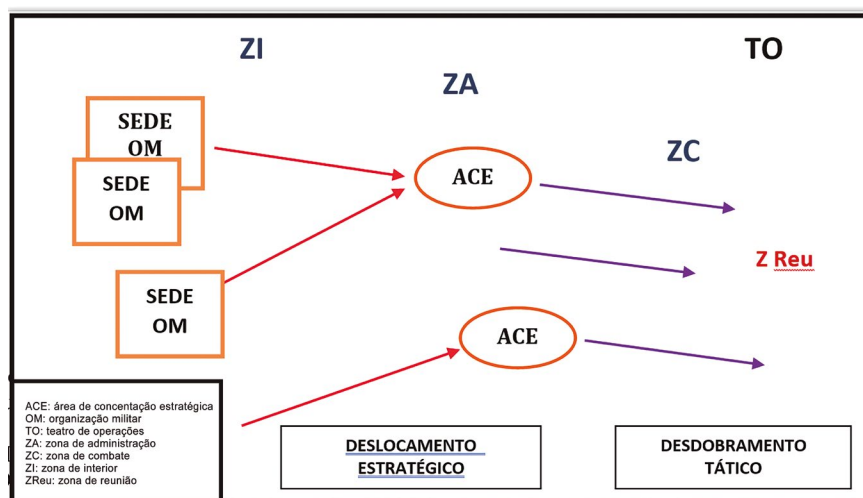 ZI
TO
ZA
SEDE
OM
ZC
ACE
SEDE
OM
Z Reu
SEDE
OM
ACE
ACE: área de concentação estratégica
OM: organização militar
TO: teatro de operações
ZA: zona de administração
ZC: zona de combate
ZI: zona de interior
ZReu: zona de reunião
DESLOCAMENTO
ESTRATÉGICO
DESDOBRAMENTO
TÁTICO